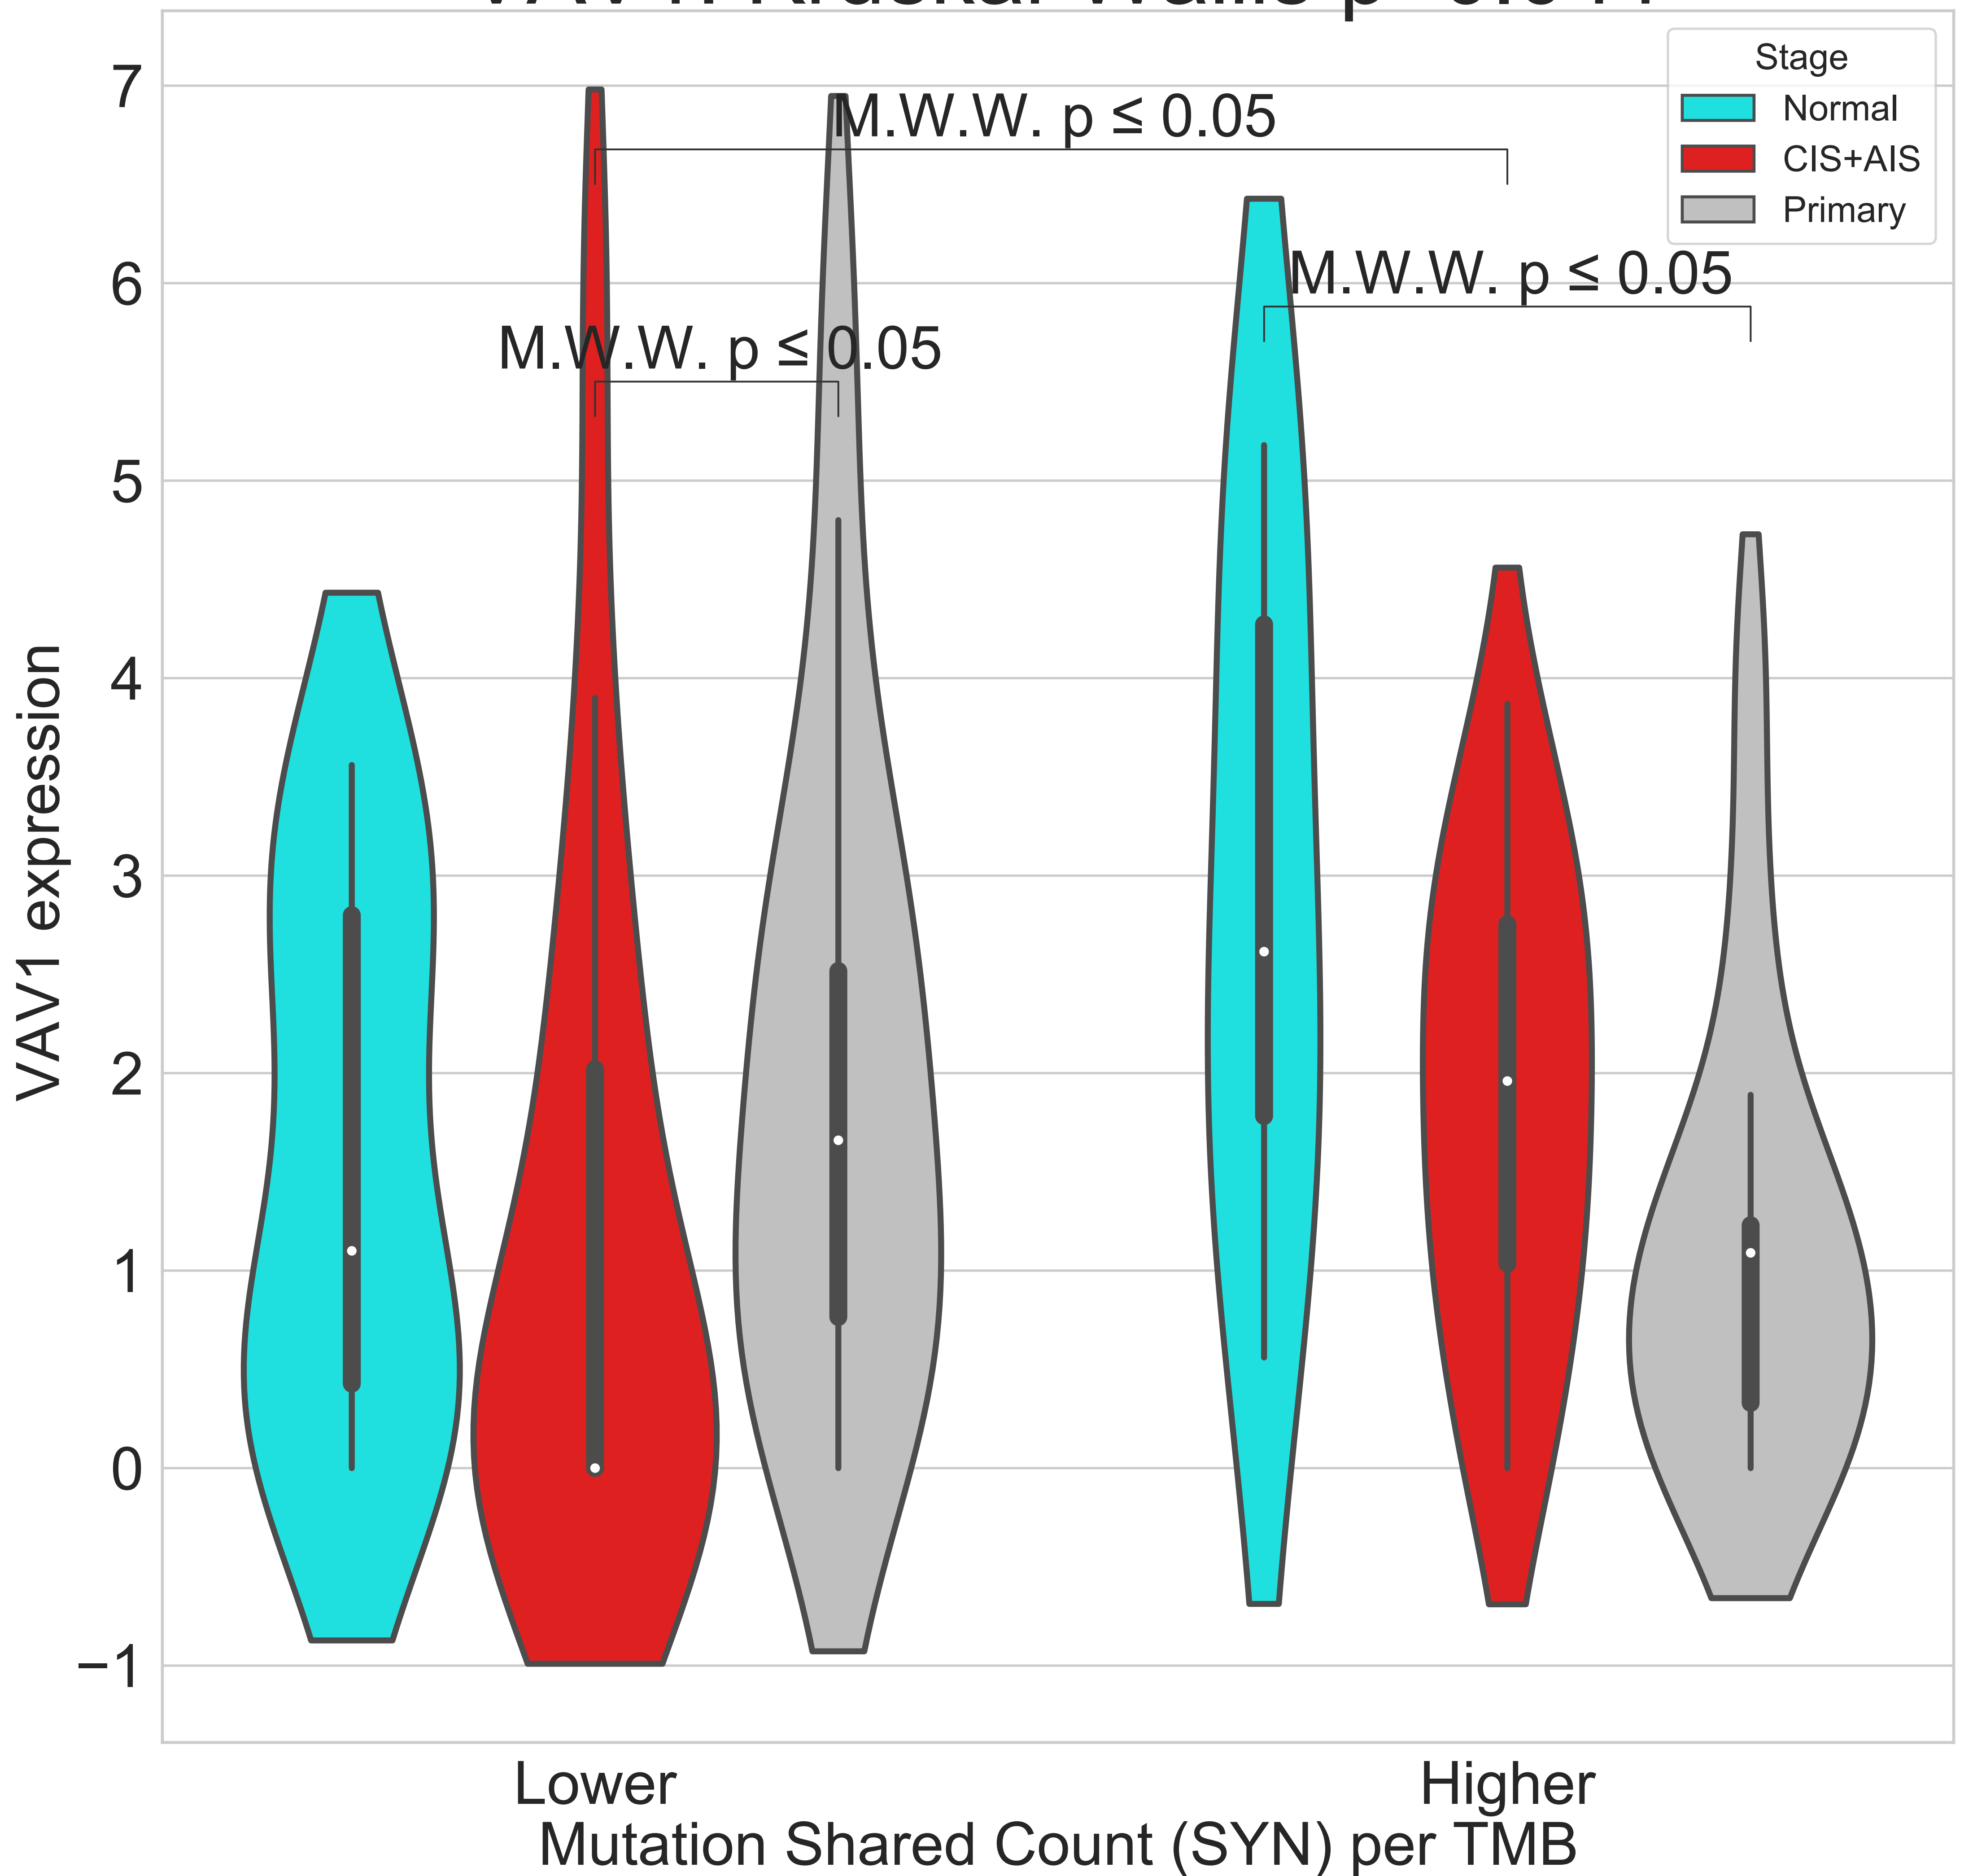 Stage
Normal
CIS+AIS
Primary
7
6
5
4
3
2
1
0
−1
VAV1 expression
M.W.W. p ≤ 0.05
M.W.W. p ≤ 0.05
M.W.W. p ≤ 0.05
Lower
Higher
Mutation Shared Count (SYN) per TMB